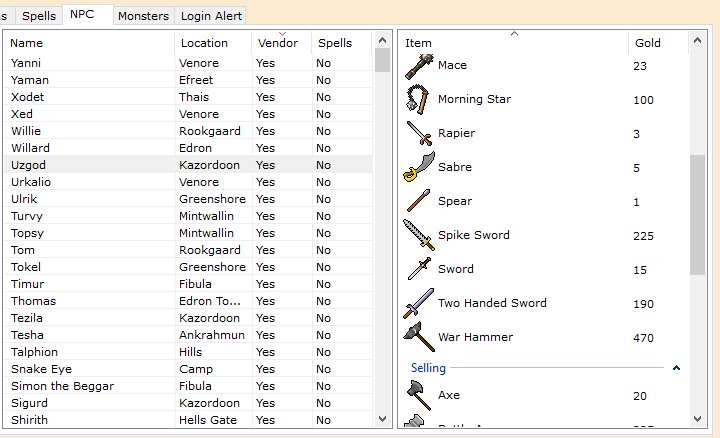 s Spells NPC Monsters Login Alert
Name Location Vendor Spells
Yanni Venore Yes No
Yaman Efreet Yes No
Xodet Thais Yes No
Xed Venore Yes No
Willie Rookgaard Yes No
Willard Edron Yes No
Uzgod Kazordoon Yes No
Urkalio Venore Yes No
Ulrik Greenshore Yes No
Turvy Mintwallin Yes No
Topsy Mintwallin Yes No
Tom Rookgaard Yes No
Tokel Greenshore Yes No
Timur Fibula Yes No
Thomas Edron To... Yes No
Tezila Kazordoon Yes No
Tesha Ankrahmun Yes No
Talphion Hills Yes No
Snake Eye Camp Yes No
Simon the Beggar Fibula Yes No
Sigurd Kazordoon Yes No
Shirith Hells Gate Yes No
Item Gold
Mace 23
Morning Star 100
Rapier 3
Sabre 5
Spear 1
Spike Sword 225
Sword 15
Two Handed Sword 190
War Hammer 470
Selling
Axe 20